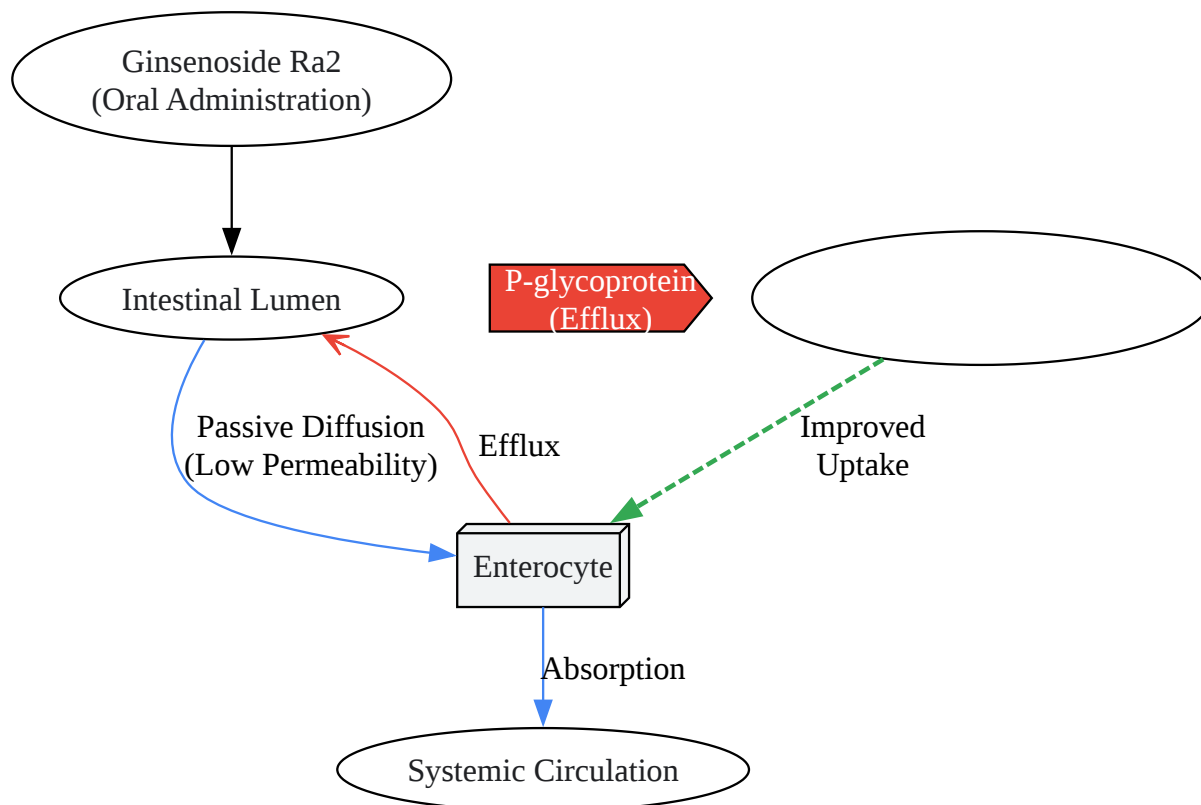 Ginsenoside Ra2
(Oral Administration)
Intestinal Lumen
P-glycoprotein
(Efflux)
Passive Diffusion
(Low Permeability)
Efflux
Improved
Uptake
Enterocyte
Absorption
Systemic Circulation